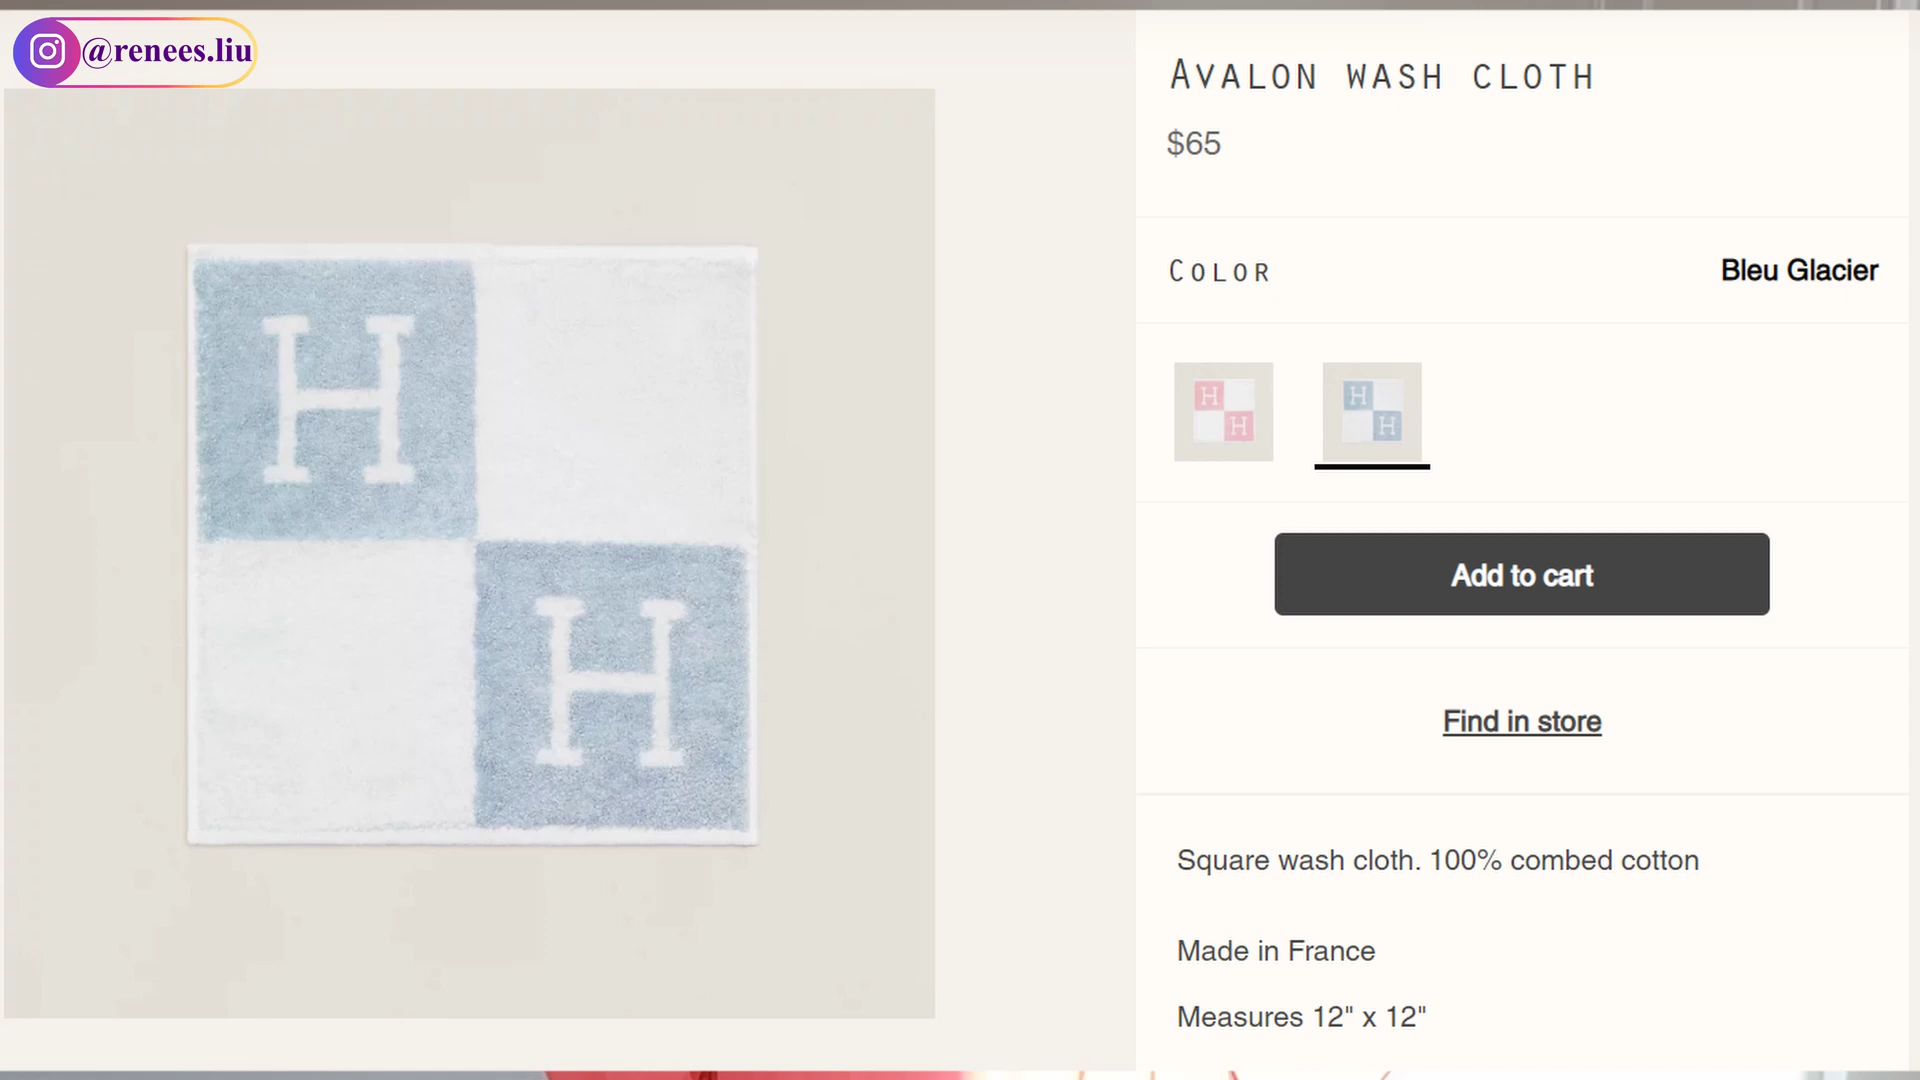 @renees.liu
AVALON WASH CLOTH
$65
COLOR
Bleu Glacier
H
H
H
H
H
H
Add to cart
Find in store
Square wash cloth. 100% combed cotton
Made in France
Measures 12" x 12"